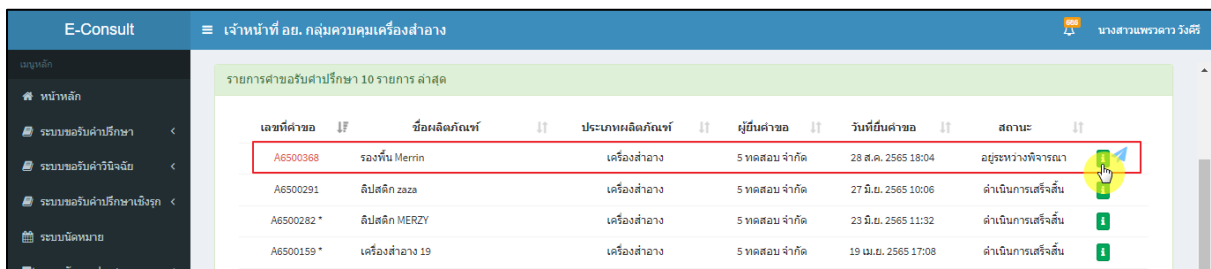 E-Consult
≡ เจ้าหน้าที่ อย. กลุ่มควบคุมเครื่องสำอาง
นางสาวแพรวดาว วังคีรี
เมนูหลัก
หน้าหลัก
ระบบขอรับคำปรึกษา
ระบบขอรับคำวินิจฉัย
ระบบขอรับคำปรึกษาเชิงรุก
ระบบนัดหมาย
รายการคำขอรับคำปรึกษา 10 รายการ ล่าสุด
เลขที่คำขอ ชื่อผลิตภัณฑ์ ประเภทผลิตภัณฑ์ ผู้ยื่นคำขอ วันที่ยื่นคำขอ สถานะ
A6500368 รองพื้น Merrin เครื่องสำอาง 5 ทดสอบ จำกัด 28 ส.ค. 2565 18:04 อยู่ระหว่างพิจารณา
A6500291 ลิปสติก zaza เครื่องสำอาง 5 ทดสอบ จำกัด 27 มิ.ย. 2565 10:06 ดำเนินการเสร็จสิ้น
A6500282 * ลิปสติก MERZY เครื่องสำอาง 5 ทดสอบ จำกัด 23 มิ.ย. 2565 11:32 ดำเนินการเสร็จสิ้น
A6500159 * เครื่องสำอาง 19 เครื่องสำอาง 5 ทดสอบ จำกัด 19 เม.ย. 2565 17:08 ดำเนินการเสร็จสิ้น